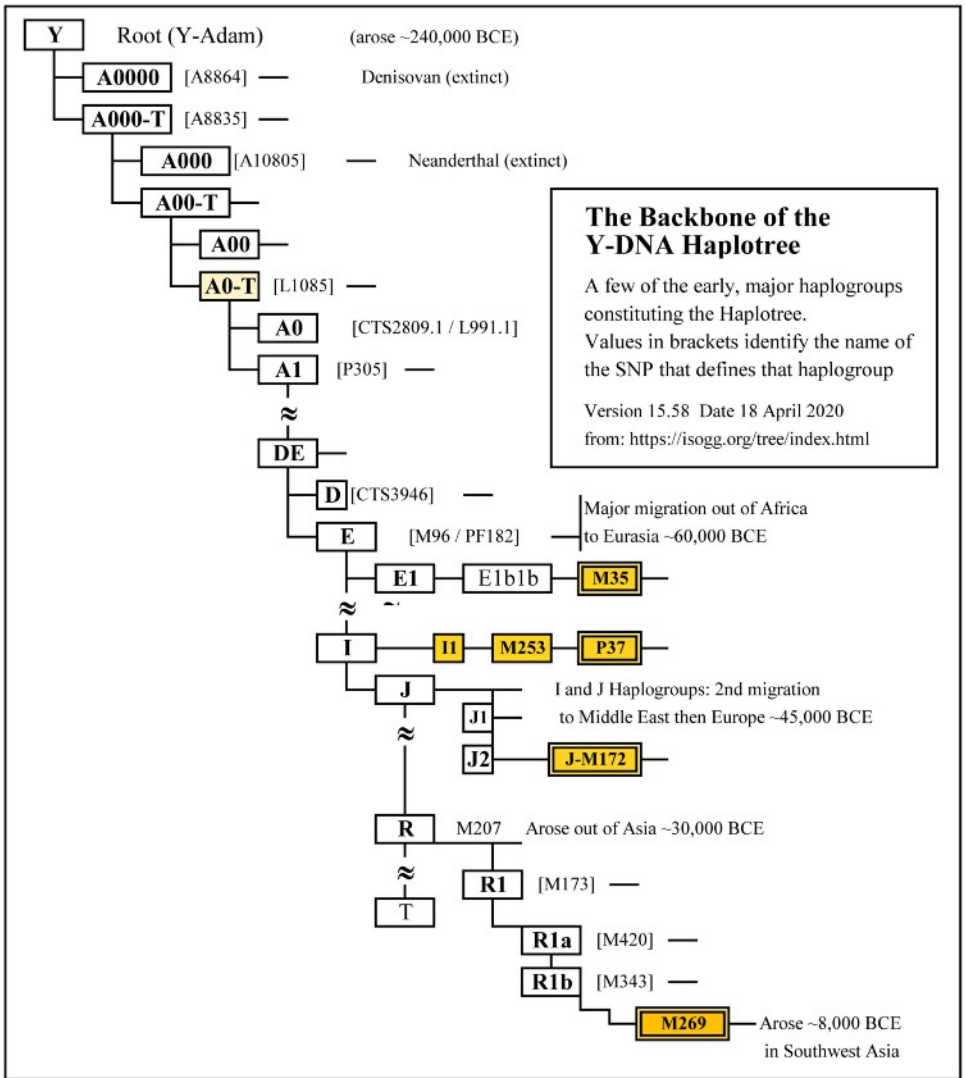 Y Root (Y-Adam) (arose ~240,000 BCE)
A0000 [A8864] Denisovan (extinct)
A000-T [A8835]
A000 [A10805] Neanderthal (extinct)
A00-T
The Backbone of the
Y-DNA Haplotree
A few of the early, major haplogroups
constituting the Haplotree.
Values in brackets identify the name of
the SNP that defines that haplogroup
Version 15.58 Date 18 April 2020
from: https://isogg.org/tree/index.html
A00
A0-T [L1085]
A0 [CTS2809.1 / L991.1]
A1 [P305]
≈
DE
D [CTS3946]
E [M96 / PF182]
Major migration out of Africa
to Eurasia ~60,000 BCE
E1 E1b1b M35
≈
I I1 M253 P37
J
I and J Haplogroups: 2nd migration
to Middle East then Europe ~45,000 BCE
J1
≈
J2 J-M172
R M207 Arose out of Asia ~30,000 BCE
≈
R1 [M173]
T
R1a [M420]
R1b [M343]
M269 Arose ~8,000 BCE
in Southwest Asia